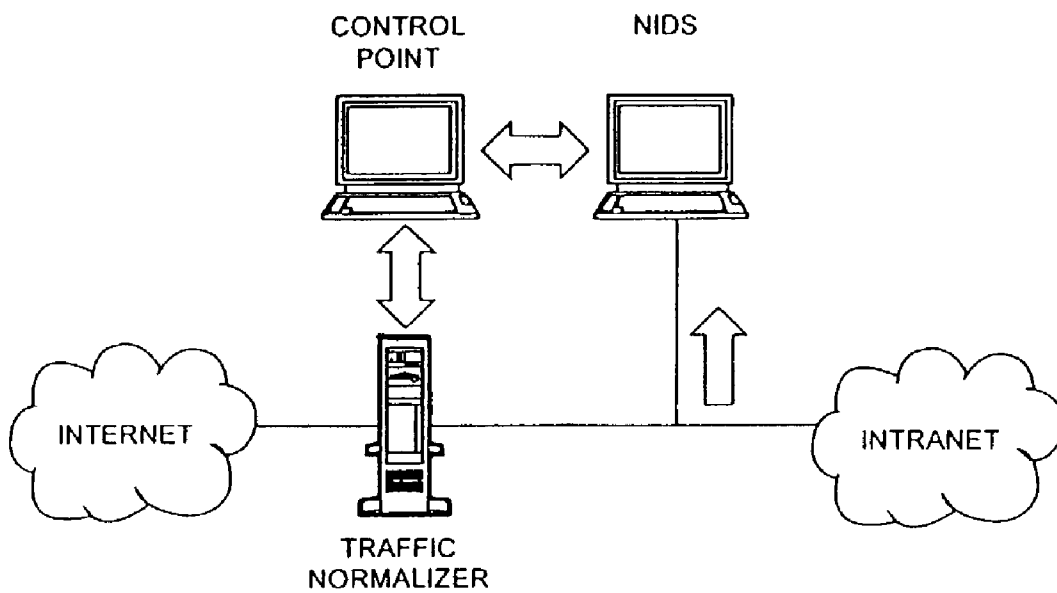 CONTROL
POINT
NIDS
INTERNET
INTRANET
TRAFFIC
NORMALIZER